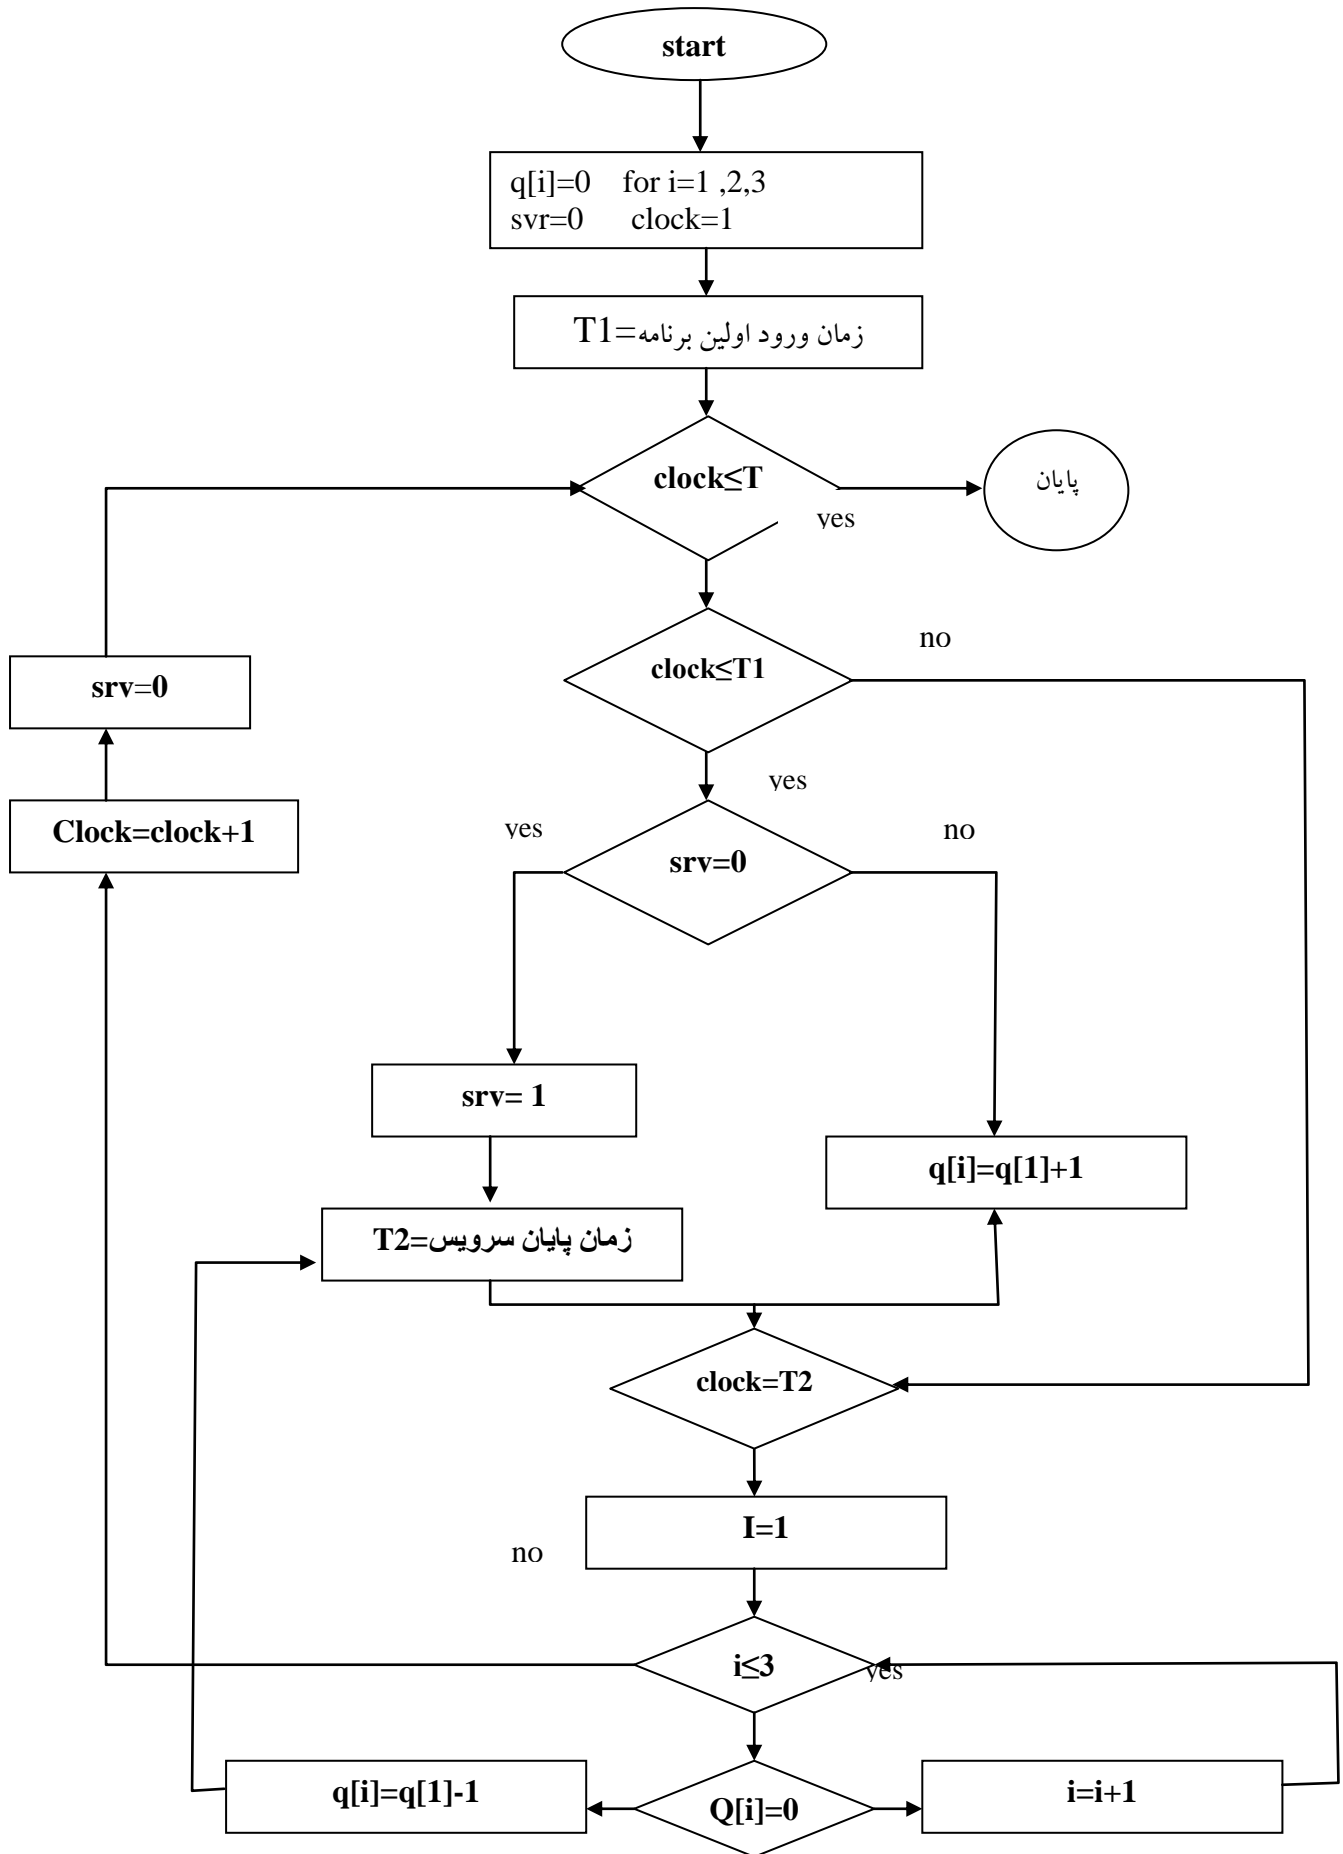 start
q[i]=0 for i=1 ,2,3
svr=0 clock=1
T1=زمان ورود اولین برنامه
clock≤T
پایان
yes
clock≤T1
no
srv=0
yes
Clock=clock+1
yes
no
srv=0
srv= 1
q[i]=q[1]+1
T2=زمان پایان سرویس
clock=T2
I=1
no
i≤3
yes
q[i]=q[1]-1
Q[i]=0
i=i+1